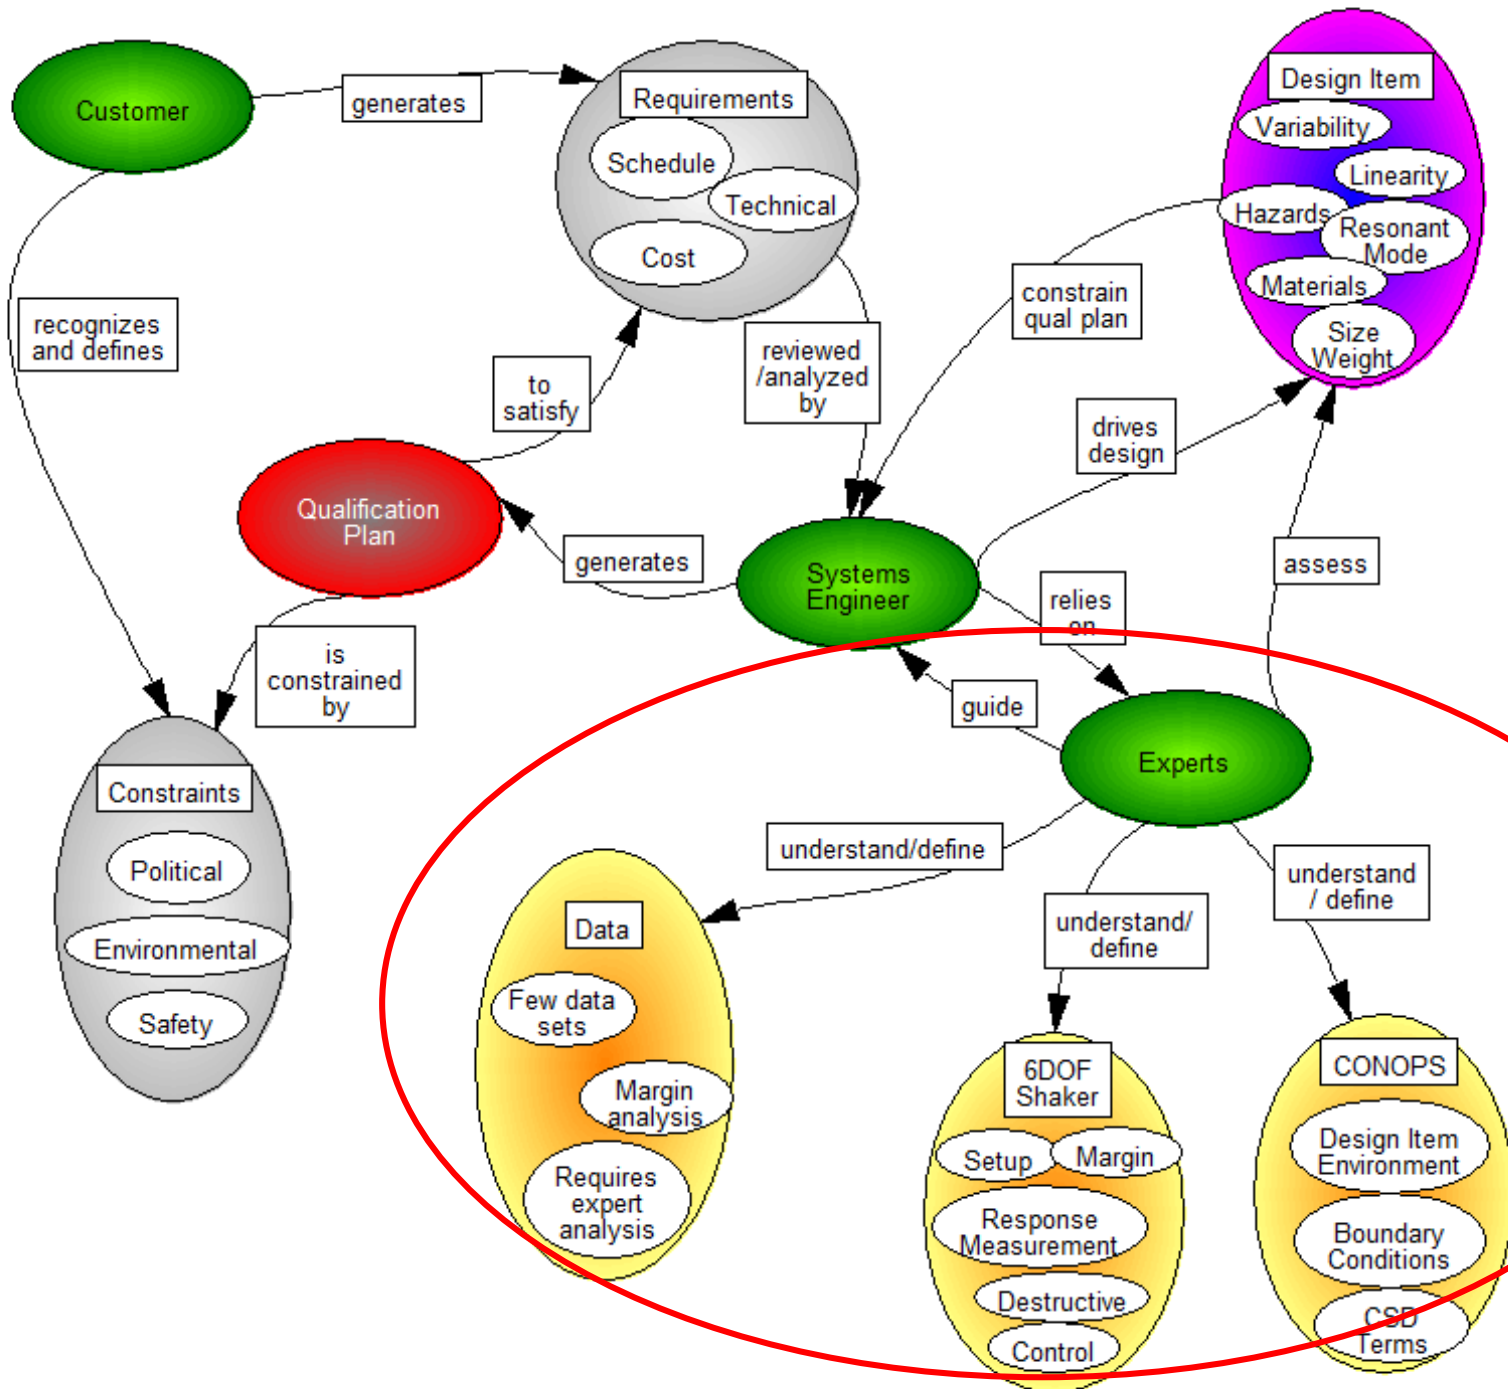 Customer
generates
Requirements
Schedule
Technical
Cost
Design Item
Variability
Linearity
Hazards
Resonant
Mode
Materials
Size
Weight
constrain
qual plan
recognizes
and defines
to
satisfy
reviewed
/analyzed
by
drives
design
Qualification
Plan
generates
Systems
Engineer
relies
on
assess
is
constrained
by
guide
Experts
Constraints
Political
Environmental
Safety
understand/define
understand/
define
understand
/ define
Data
Few data
sets
Margin
analysis
Requires
expert
analysis
6DOF
Shaker
Setup
Margin
Response
Measurement
Destructive
Control
CONOPS
Design Item
Environment
Boundary
Conditions
CSD
Terms